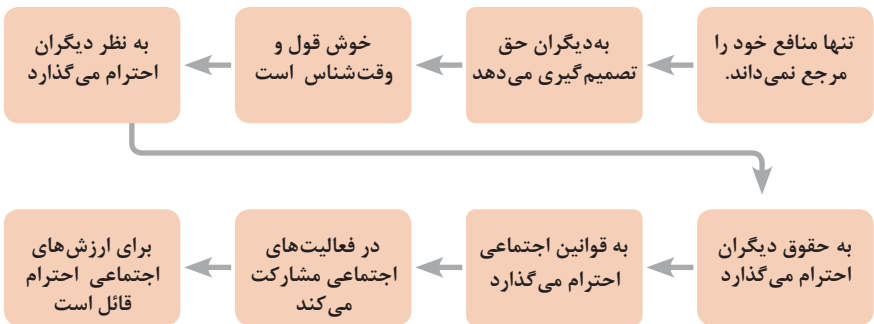 تنها منافع خود را
مرجع نمی‌داند.
به‌دیگران حق
تصمیم‌گیری می‌دهد
خوش قول و
وقت‌شناس است
به نظر دیگران
احترام می‌گذارد
به حقوق دیگران
احترام می‌گذارد
به قوانین اجتماعی
احترام می‌گذارد
در فعالیت‌های
اجتماعی مشارکت
می‌کند
برای ارزش‌های
اجتماعی احترام
قائل است